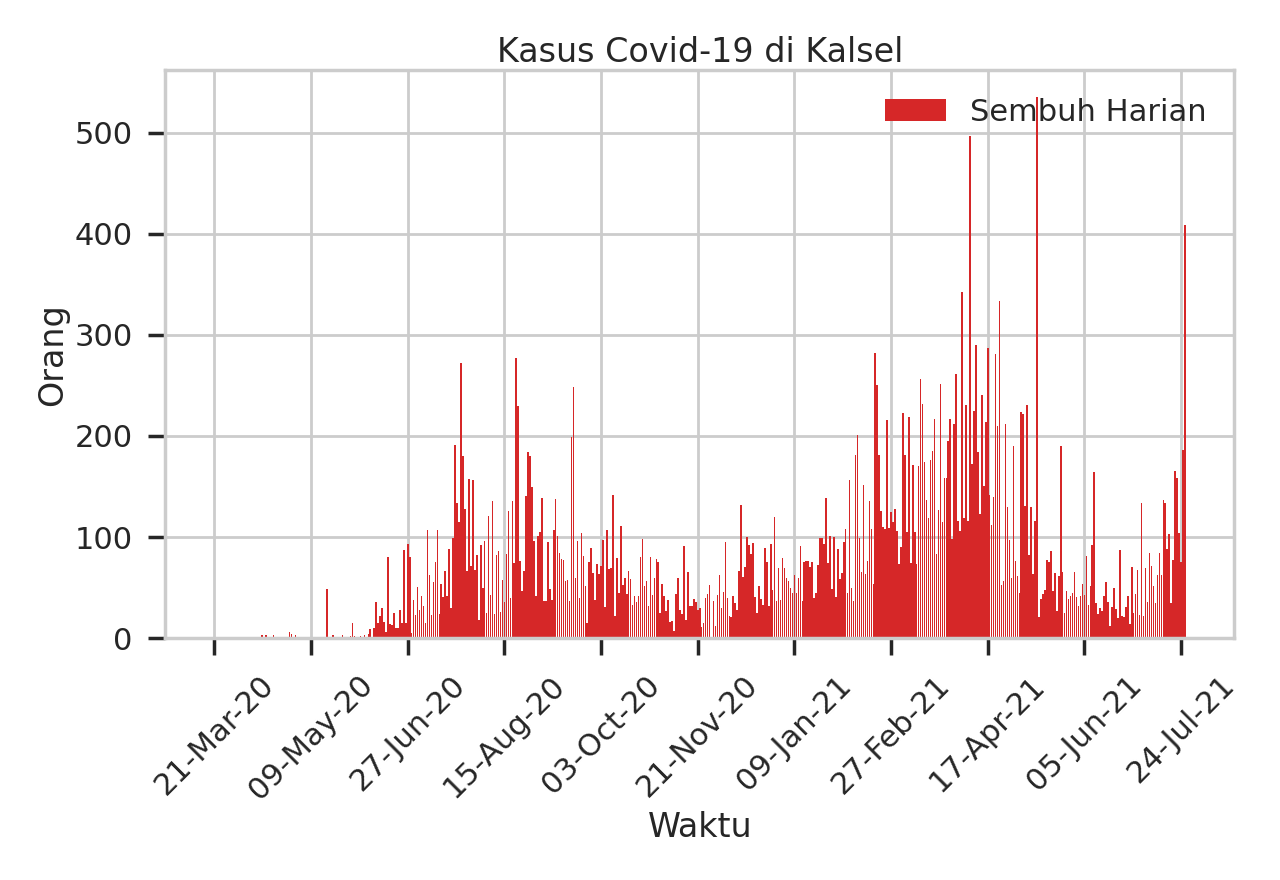 Kasus Covid-19 di Kalsel
Sembuh Harian
Orang
500
400
300
200
100
0
21-Mar-20
09-May-20
27-Jun-20
15-Aug-20
03-Oct-20
21-Nov-20
09-Jan-21
27-Feb-21
17-Apr-21
05-Jun-21
24-Jul-21
Waktu